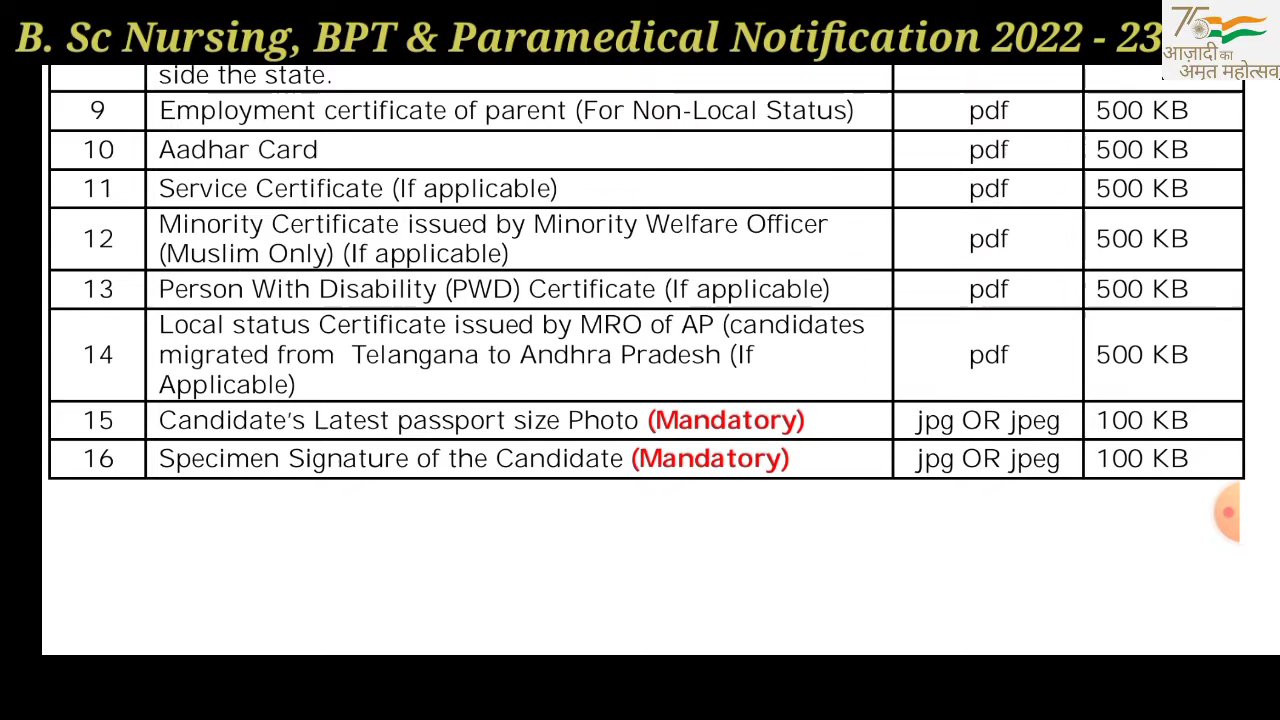 B. Sc Nursing, BPT & Paramedical Notification 2022 - 23
75
आज़ादी का
अमृत महोत्सव
side the state.
9 Employment certificate of parent (For Non-Local Status) pdf 500 KB
10 Aadhar Card pdf 500 KB
11 Service Certificate (If applicable) pdf 500 KB
12 Minority Certificate issued by Minority Welfare Officer
(Muslim Only) (If applicable) pdf 500 KB
13 Person With Disability (PWD) Certificate (If applicable) pdf 500 KB
14 Local status Certificate issued by MRO of AP (candidates
migrated from Telangana to Andhra Pradesh (If
Applicable) pdf 500 KB
15 Candidate's Latest passport size Photo (Mandatory) jpg OR jpeg 100 KB
16 Specimen Signature of the Candidate (Mandatory) jpg OR jpeg 100 KB